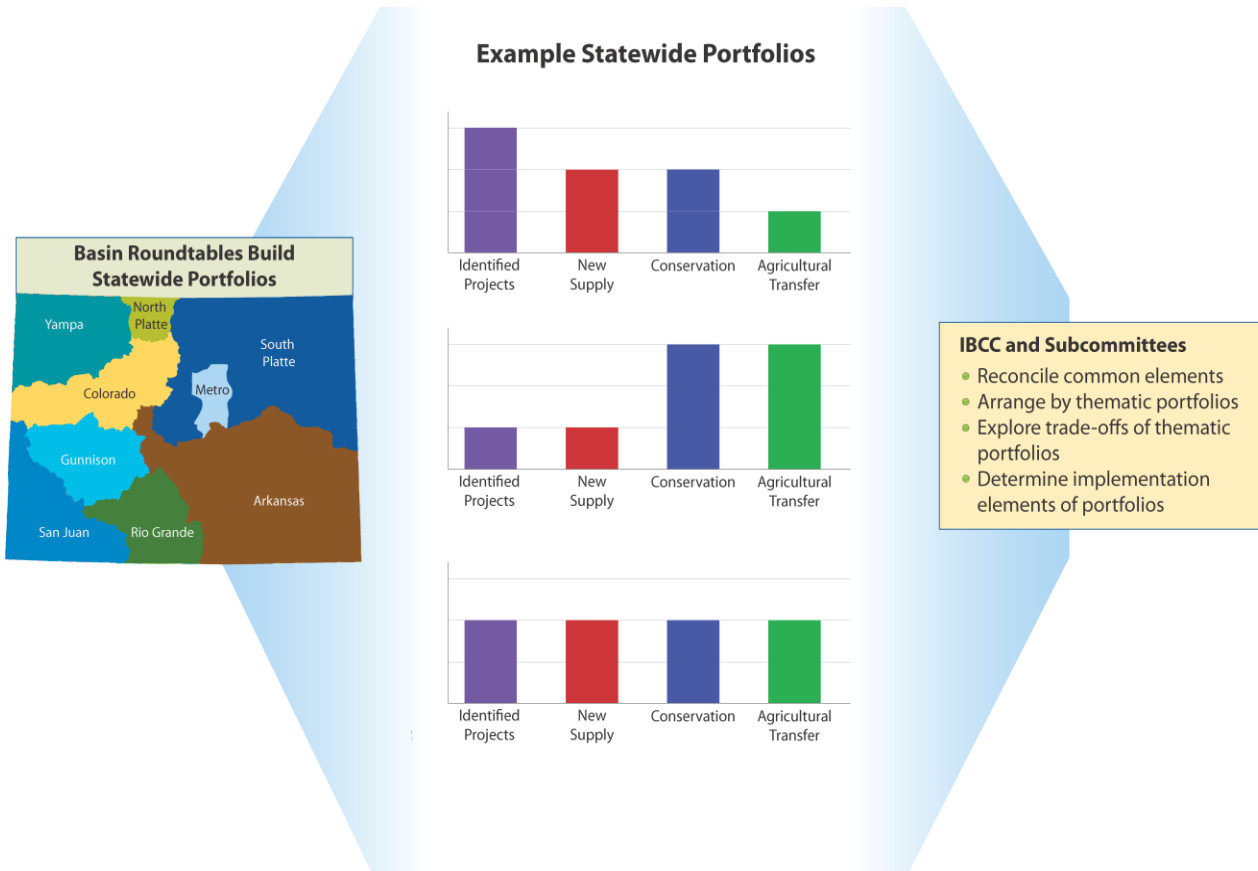 Example Statewide Portfolios
Basin Roundtables Build
Statewide Portfolios
Yampa
North
Platte
South
Platte
Colorado
Metro
Gunnison
Arkansas
San Juan
Rio Grande
Identified
Projects
New
Supply
Conservation
Agricultural
Transfer
Identified
Projects
New
Supply
Conservation
Agricultural
Transfer
Identified
Projects
New
Supply
Conservation
Agricultural
Transfer
IBCC and Subcommittees
Reconcile common elements
Arrange by thematic portfolios
Explore trade-offs of thematic
portfolios
Determine implementation
elements of portfolios